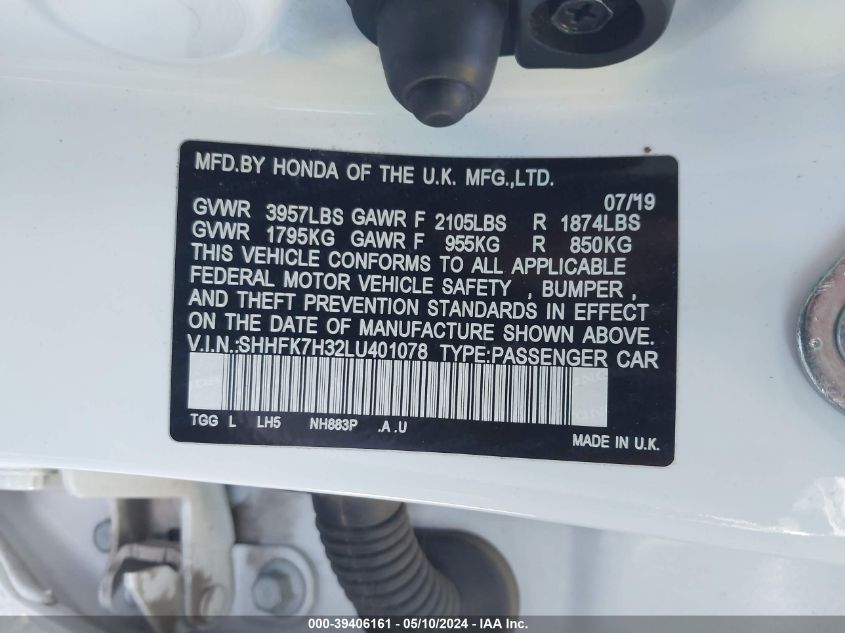 MFD.BY HONDA OF THE U.K. MFG.,LTD.
07/19
GVWR 3957LBS GAWR F 2105LBS R 1874LBS
GVWR 1795KG GAWR F 955KG R 850KG
THIS VEHICLE CONFORMS TO ALL APPLICABLE
FEDERAL MOTOR VEHICLE SAFETY , BUMPER ,
AND THEFT PREVENTION STANDARDS IN EFFECT
ON THE DATE OF MANUFACTURE SHOWN ABOVE.
V.I.N.:SHHFK7H32LU401078 TYPE:PASSENGER CAR
TGG L LH5 NH883P .A .U
MADE IN U.K.
000-39406161 - 05/10/2024 - IAA, Inc.